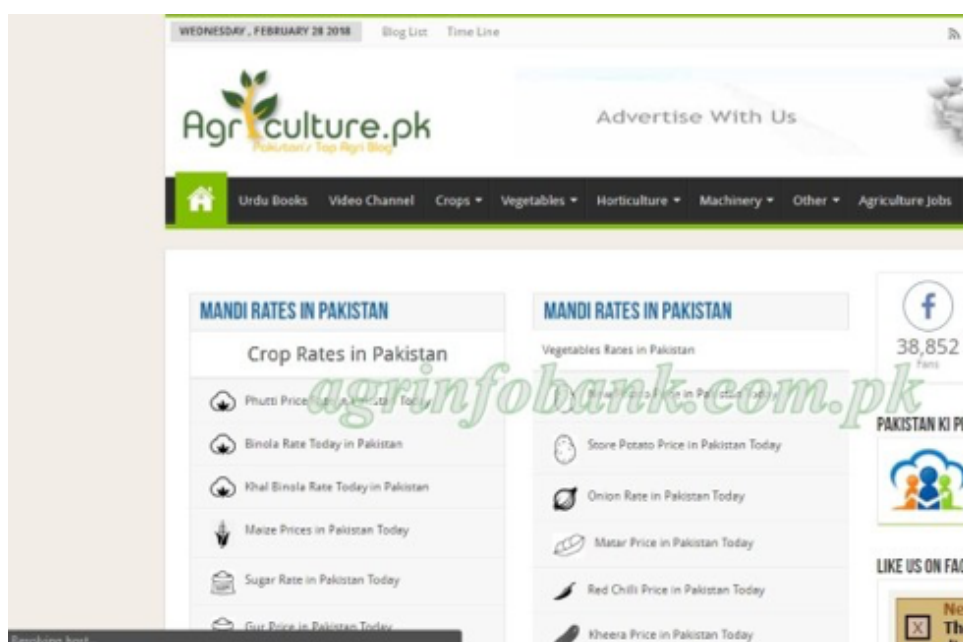 WEDNESDAY, FEBRUARY 28 2018 Blog List Time Line
Agriculture.pk
Pakistan's Top Agri Blog
Advertise With Us
Urdu Books Video Channel Crops Vegetables Horticulture Machinery Other Agriculture Jobs
MANDI RATES IN PAKISTAN
Crop Rates in Pakistan
Phutti Price
Binola Rate Today in Pakistan
Khal Binola Rate Today in Pakistan
Maize Prices in Pakistan Today
Sugar Rate in Pakistan Today
Gur Price in Pakistan Today
MANDI RATES IN PAKISTAN
Vegetables Rates in Pakistan
Store Potato Price in Pakistan Today
Onion Rate in Pakistan Today
Matar Price in Pakistan Today
Red Chilli Price in Pakistan Today
Kheera Price in Pakistan Today
agrinfobank.com.pk
38,852
Fans
PAKISTAN KI
LIKE US ON
Resolving host